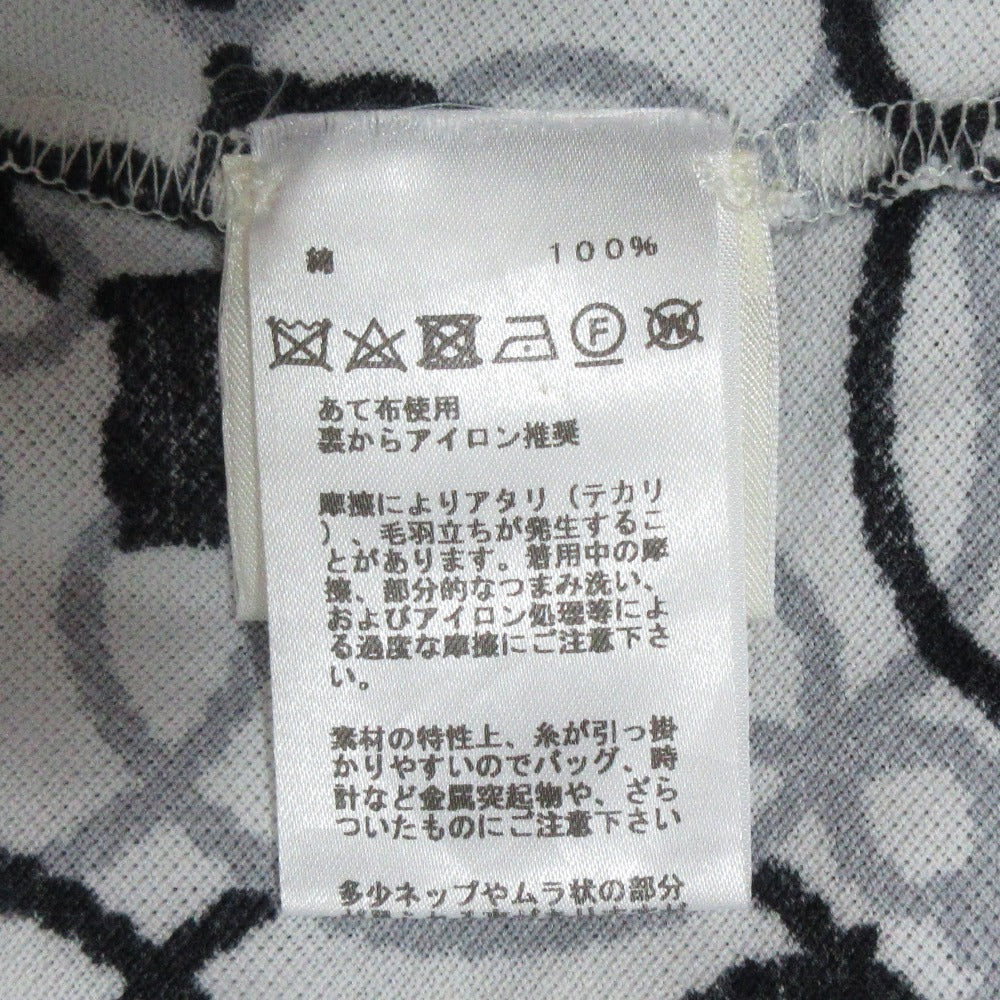 綿 100%
F W
あて布使用
裏からアイロン推奨
摩擦によりアタリ（テカリ
）、毛羽立ちが発生するこ
とがあります。着用中の摩
擦、部分的なつまみ洗い、
およびアイロン処理等によ
る過度な摩擦にご注意下さ
い。
素材の特性上、糸が引っ掛
かりやすいのでバッグ、時
計など金属突起物や、ざら
ついたものにご注意下さい
多少ネップやムラ状の部分